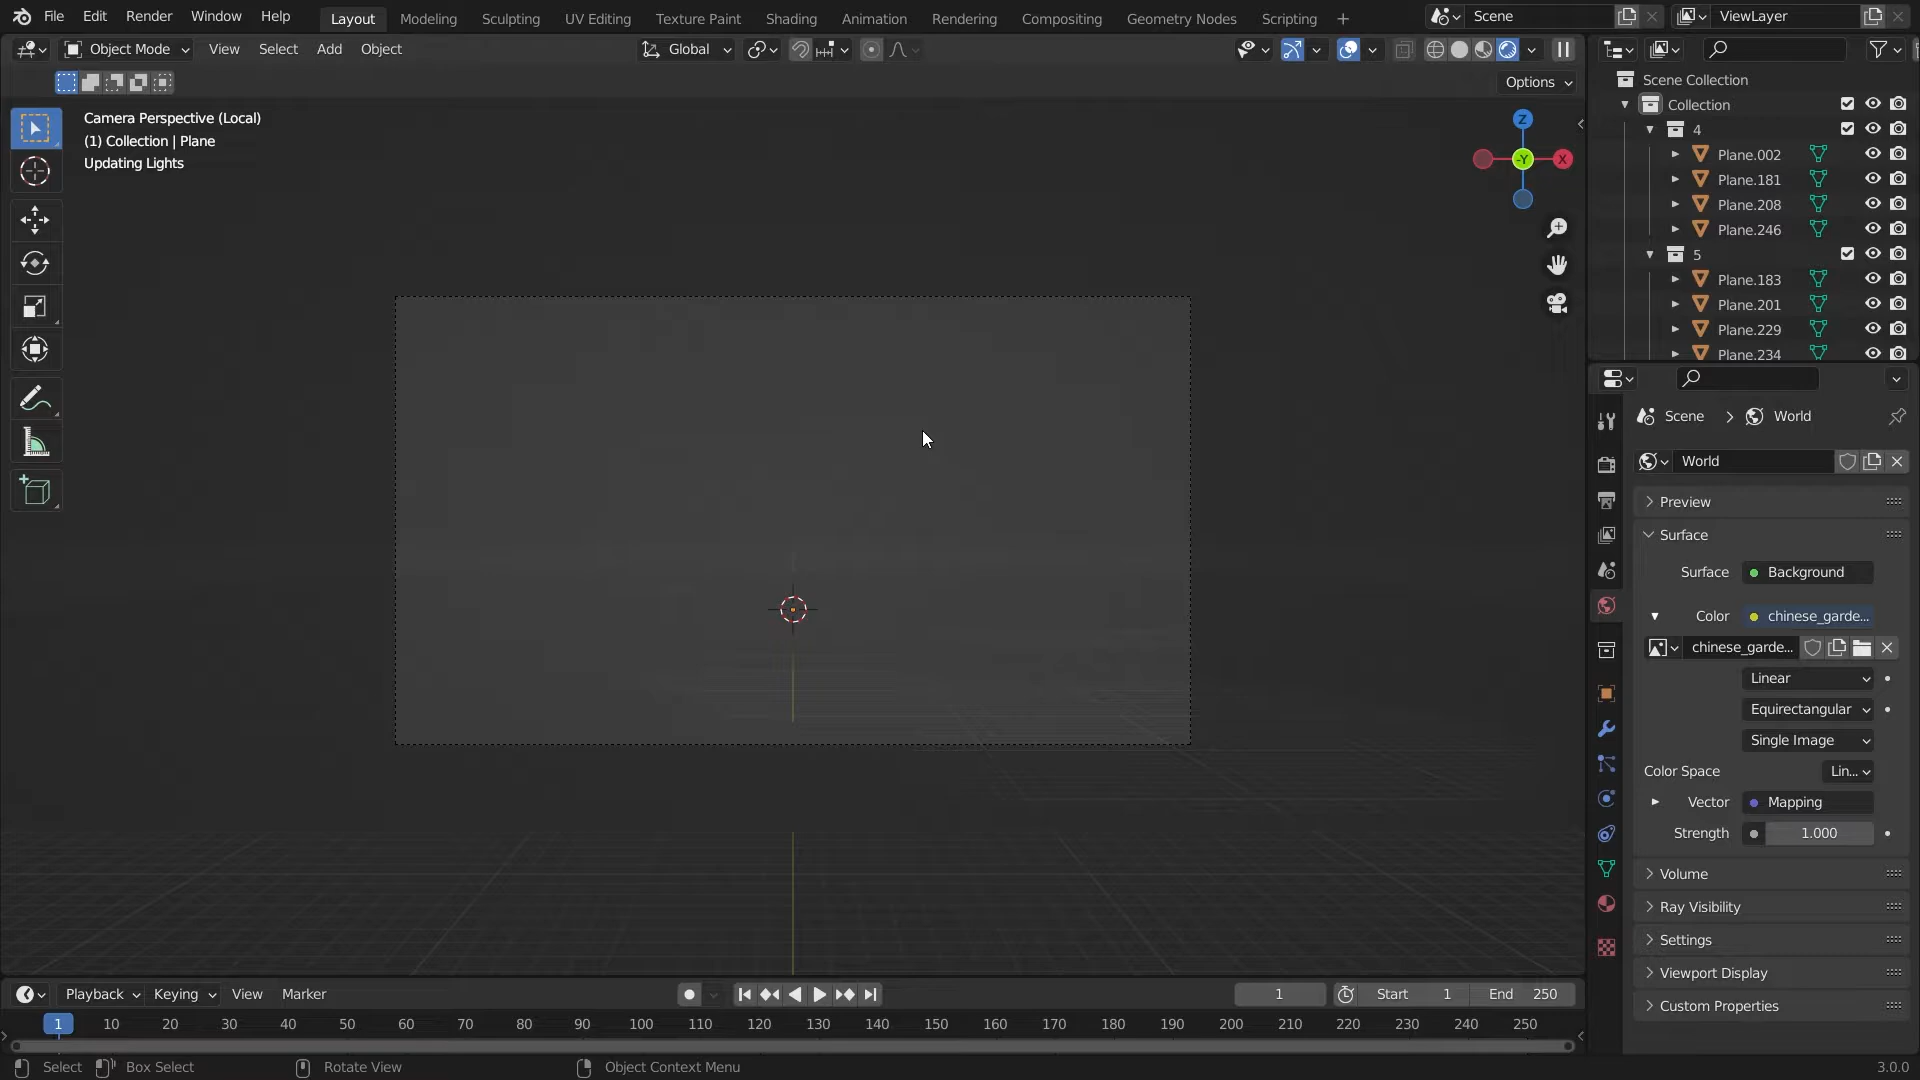 File Edit Render Window Help Layout Modeling Sculpting UV Editing Texture Paint Shading Animation Rendering Compositing Geometry Nodes Scripting + Scene ViewLayer
Object Mode View Select Add Object Global
Options
Camera Perspective (Local)
(1) Collection | Plane
Updating Lights
Z
-Y
X
Scene Collection
Collection
4
Plane.002
Plane.181
Plane.208
Plane.246
5
Plane.183
Plane.201
Plane.229
Plane.234
Scene > World
World
Preview
Surface
Surface Background
Color chinese_garde...
chinese_garde...
Linear
Equirectangular
Single Image
Color Space Lin...
Vector Mapping
Strength 1.000
Volume
Ray Visibility
Settings
Viewport Display
Custom Properties
Playback Keying View Marker 1 Start 1 End 250
1 10 20 30 40 50 60 70 80 90 100 110 120 130 140 150 160 170 180 190 200 210 220 230 240 250
Select Box Select Rotate View Object Context Menu 3.0.0